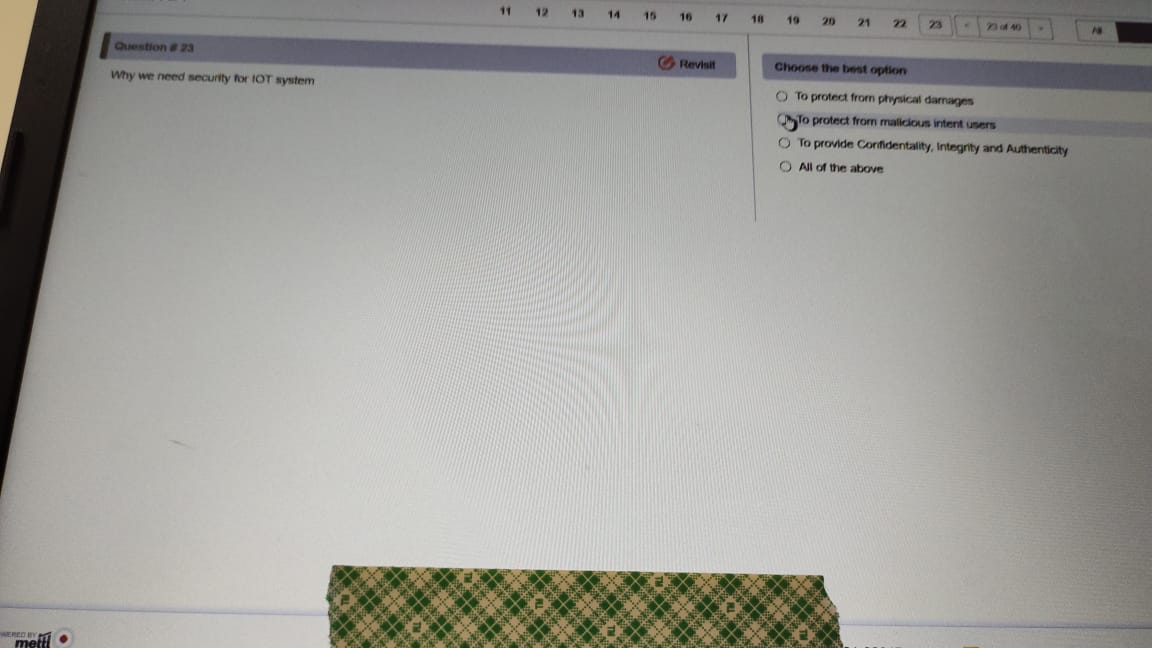 11 12 13 14 15 16 17 18 19 20 21 22 23 23 of 40 All
Question # 23
Revisit
Why we need security for IOT system
Choose the best option
To protect from physical damages
To protect from malicious intent users
To provide Confidentality, Integrity and Authenticity
All of the above
mettl